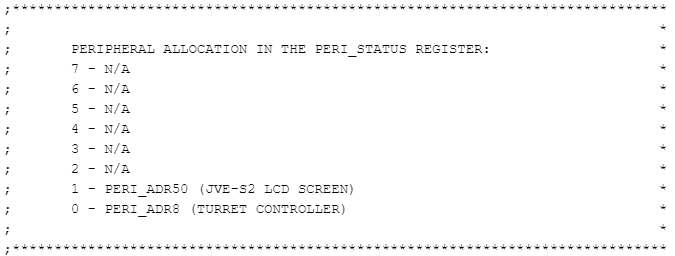 ;*******************************************************************************
;                                                                              *
;       PERIPHERAL ALLOCATION IN THE PERI_STATUS REGISTER:                     *
;       7 - N/A                                                                *
;       6 - N/A                                                                *
;       5 - N/A                                                                *
;       4 - N/A                                                                *
;       3 - N/A                                                                *
;       2 - N/A                                                                *
;       1 - PERI_ADR50 (JVE-S2 LCD SCREEN)                                     *
;       0 - PERI_ADR8 (TURRET CONTROLLER)                                      *
;                                                                              *
;*******************************************************************************